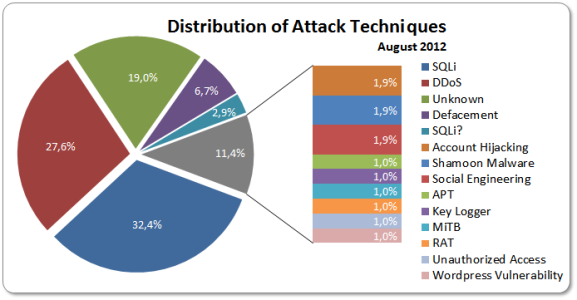 Distribution of Attack Techniques
August 2012
19,0%
6,7%
2,9%
11,4%
27,6%
32,4%
1,9%
1,9%
1,9%
1,0%
1,0%
1,0%
1,0%
1,0%
1,0%
SQLi
DDoS
Unknown
Defacement
SQLi?
Account Hijacking
Shamoon Malware
Social Engineering
APT
Key Logger
MiTB
RAT
Unauthorized Access
Wordpress Vulnerability